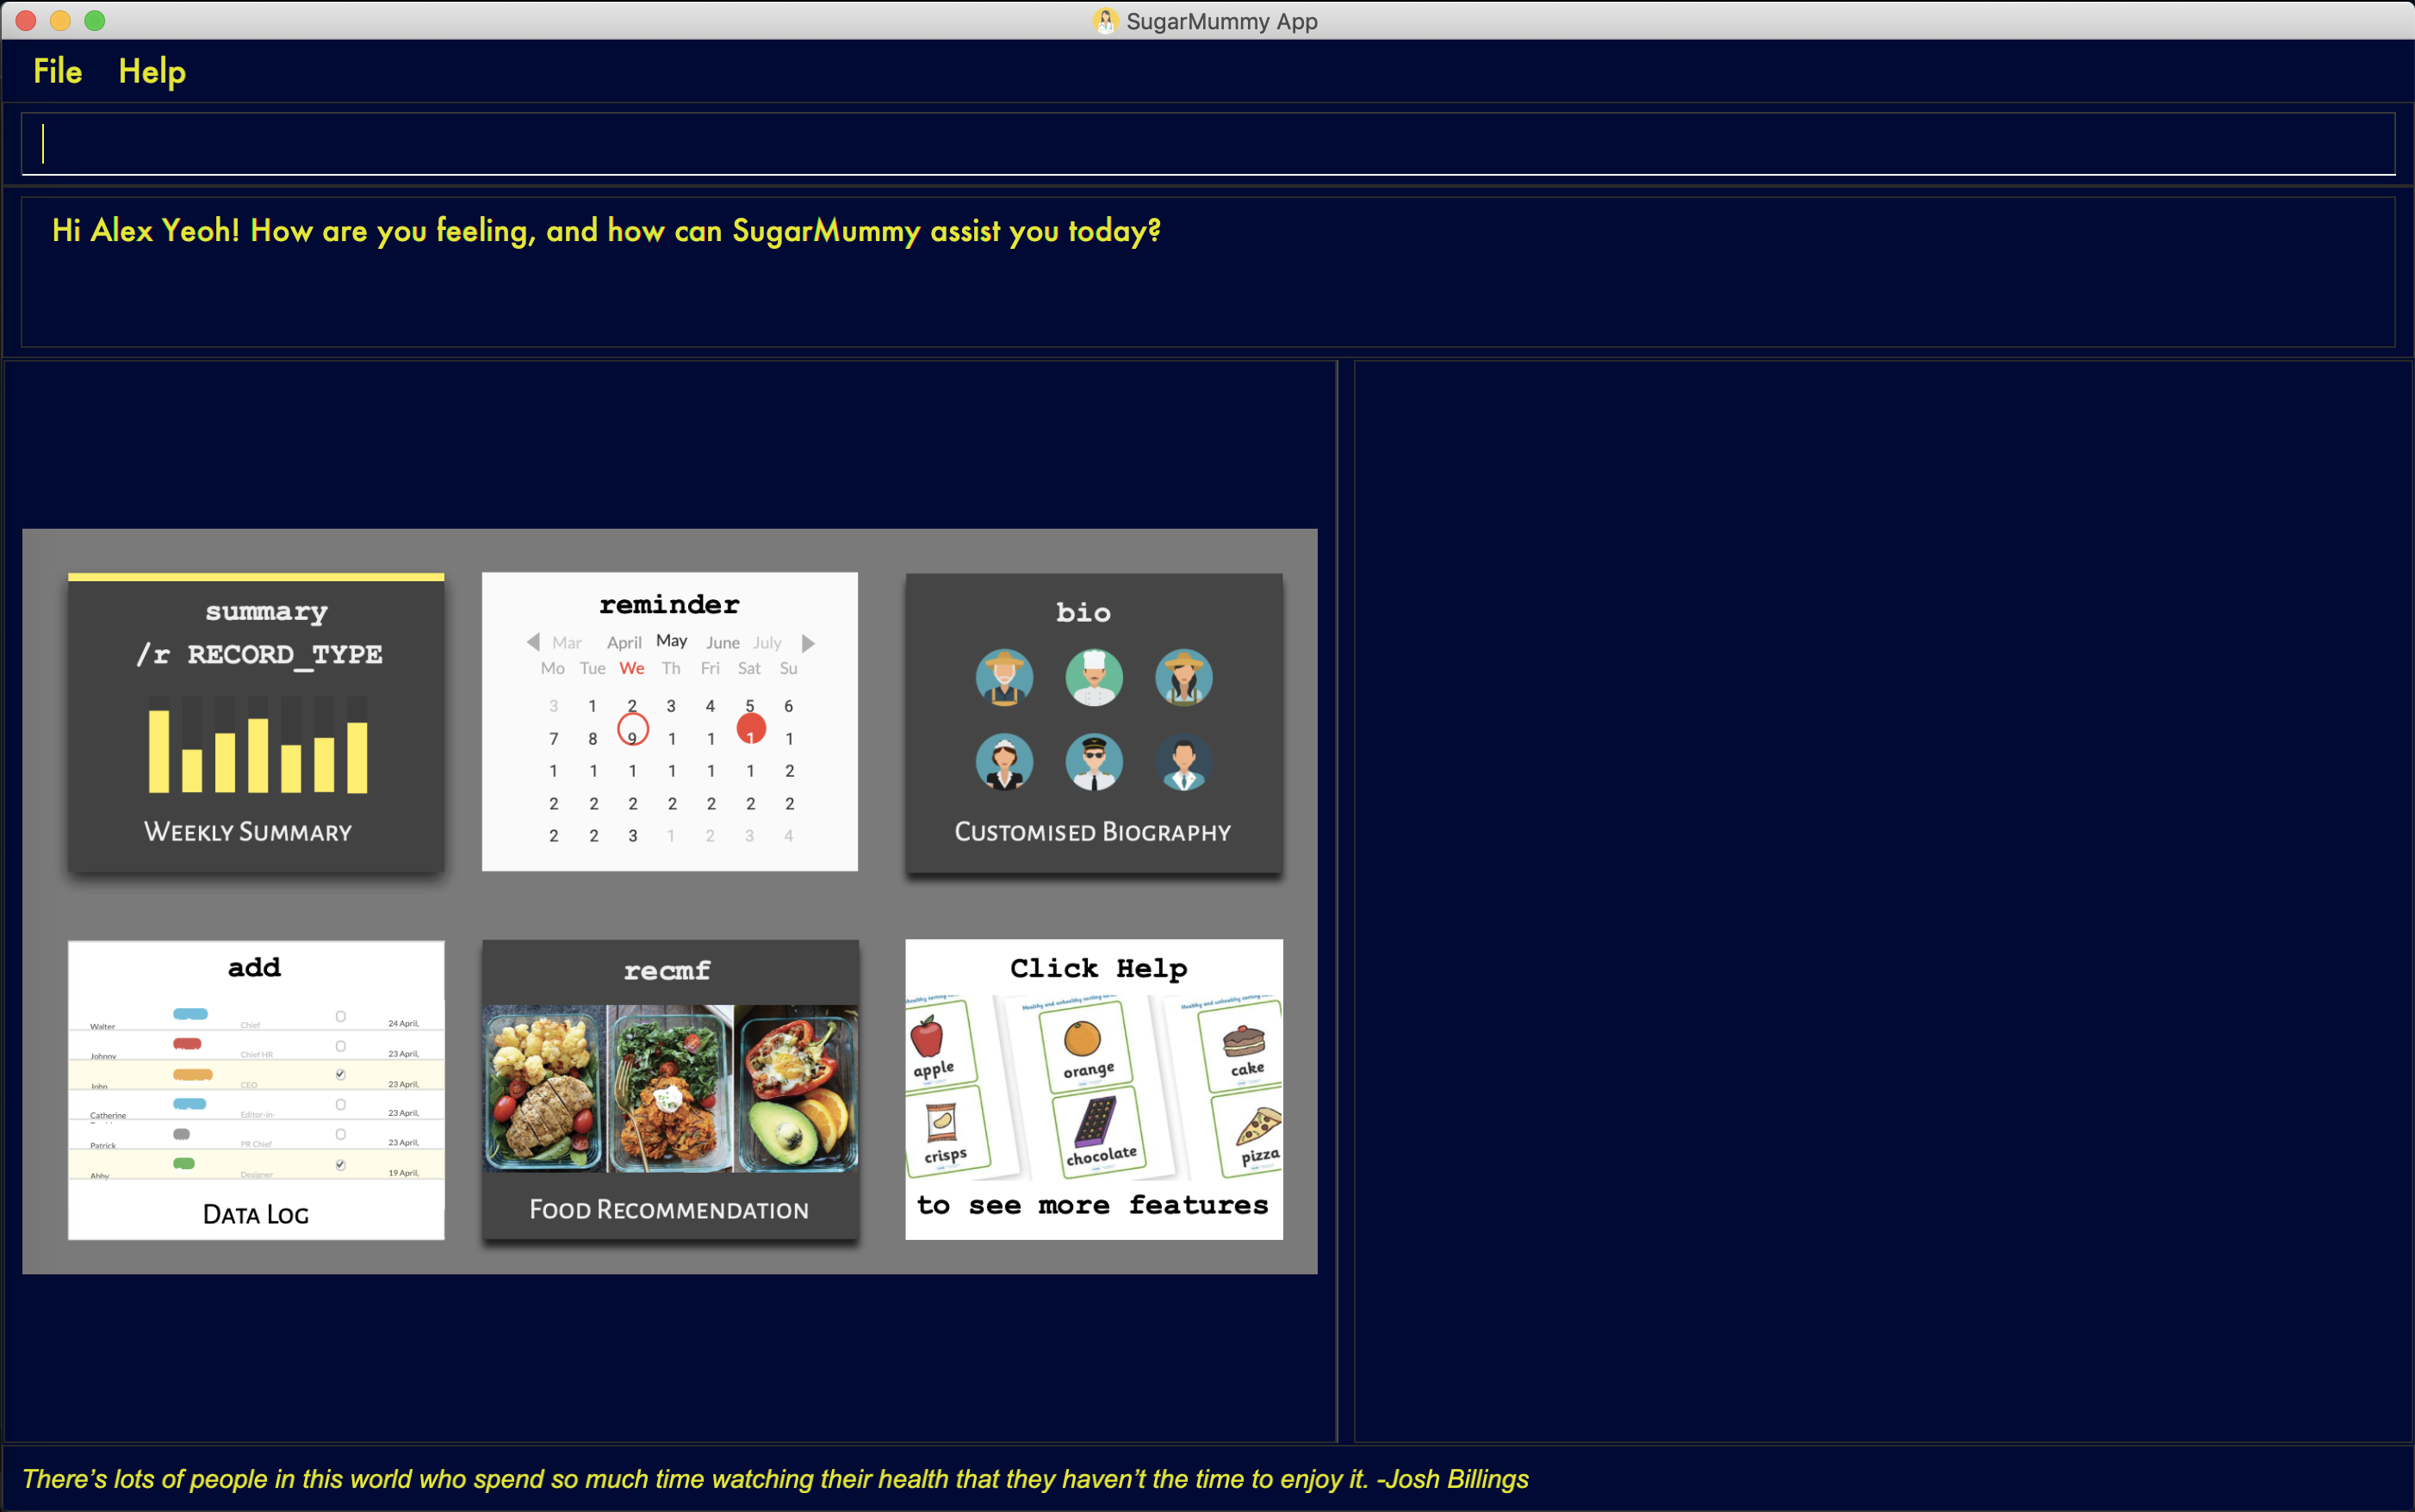 SugarMummy App
File Help
Hi Alex Yeoh! How are you feeling, and how can SugarMummy assist you today?
summary
/r RECORD_TYPE
WEEKLY SUMMARY
reminder
Mar April May June July
Mo Tue We Th Fri Sat Su
3 1 2 3 4 5 6
7 8 9 1 1 1 1
1 1 1 1 1 1 2
2 2 2 2 2 2 2
2 2 3 1 2 3 4
bio
CUSTOMISED BIOGRAPHY
add
Walter Chief 24 April,
Johnny Chief HR 23 April,
John CEO 23 April,
Catherine Editor-in- 23 April,
Patrick PR Chief 23 April,
Abby Designer 19 April,
DATA LOG
recmf
FOOD RECOMMENDATION
Click Help
Healthy and unhealthy sorting
apple orange cake
crisps chocolate pizza
to see more features
There's lots of people in this world who spend so much time watching their health that they haven't the time to enjoy it. -Josh Billings